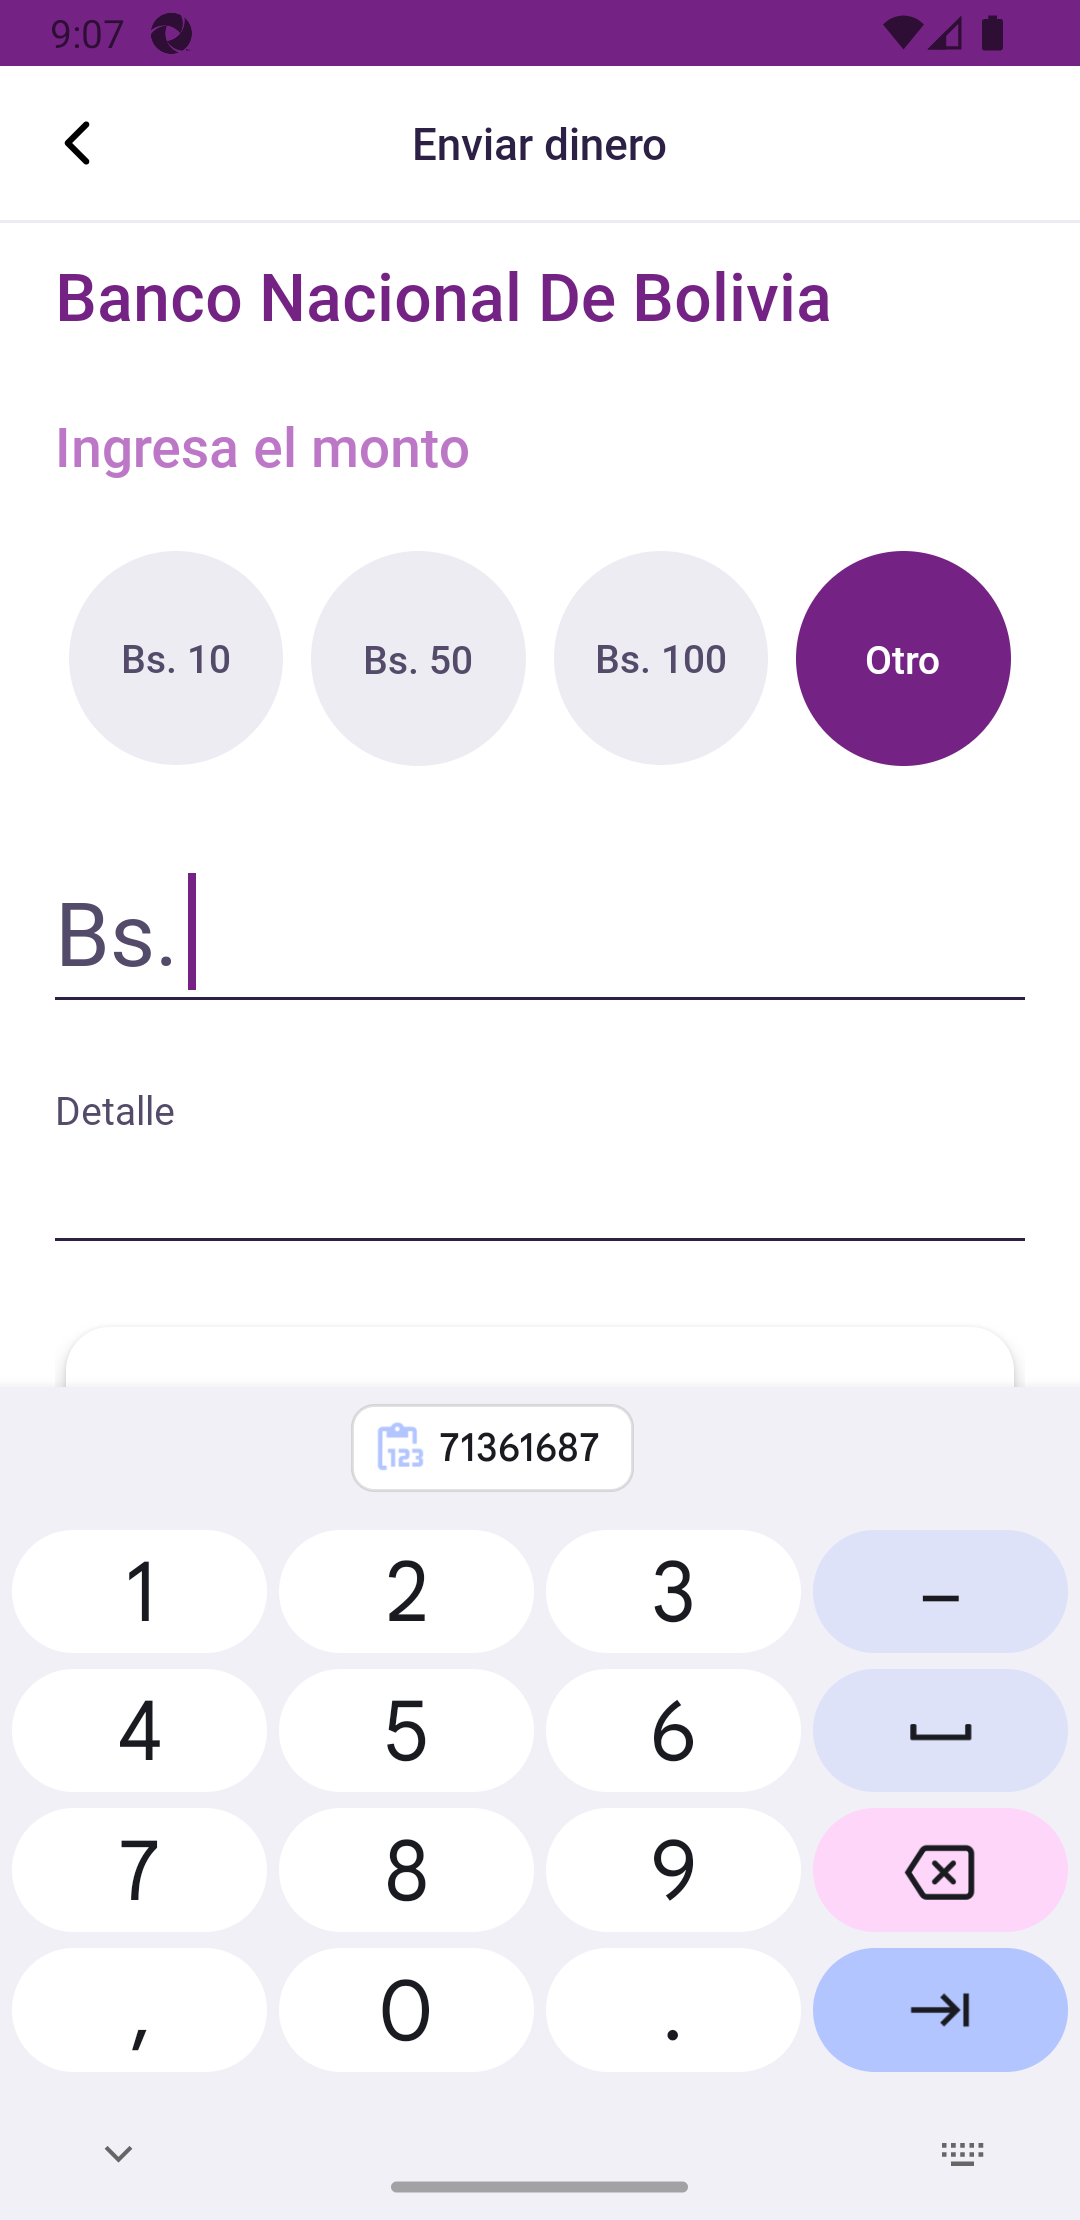 9:07
Enviar dinero
Banco Nacional De Bolivia
Ingresa el monto
Bs. 10
Bs. 50
Bs. 100
Otro
Bs.
Detalle
123 71361687
1 2 3 –
4 5 6
7 8 9
, 0 .